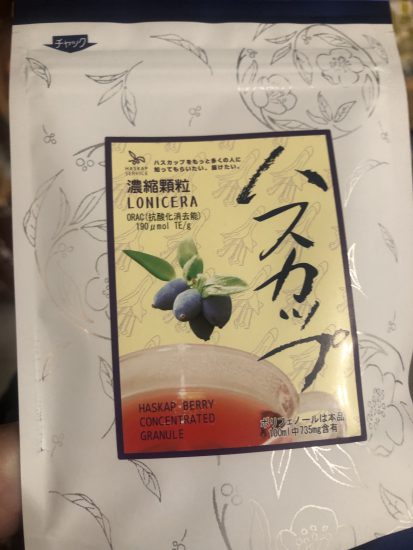 チャック
HASKAP
SERVICE
ハスカップをもっと多くの人に
知ってもらいたい。届けたい。
濃縮顆粒
LONICERA
ORAC(抗酸化消去能)
190μmol TE/g
ハスカップ
HASKAP BERRY
CONCENTRATED
GRANULE
ポリフェノールは本品
100ml中735mg含有